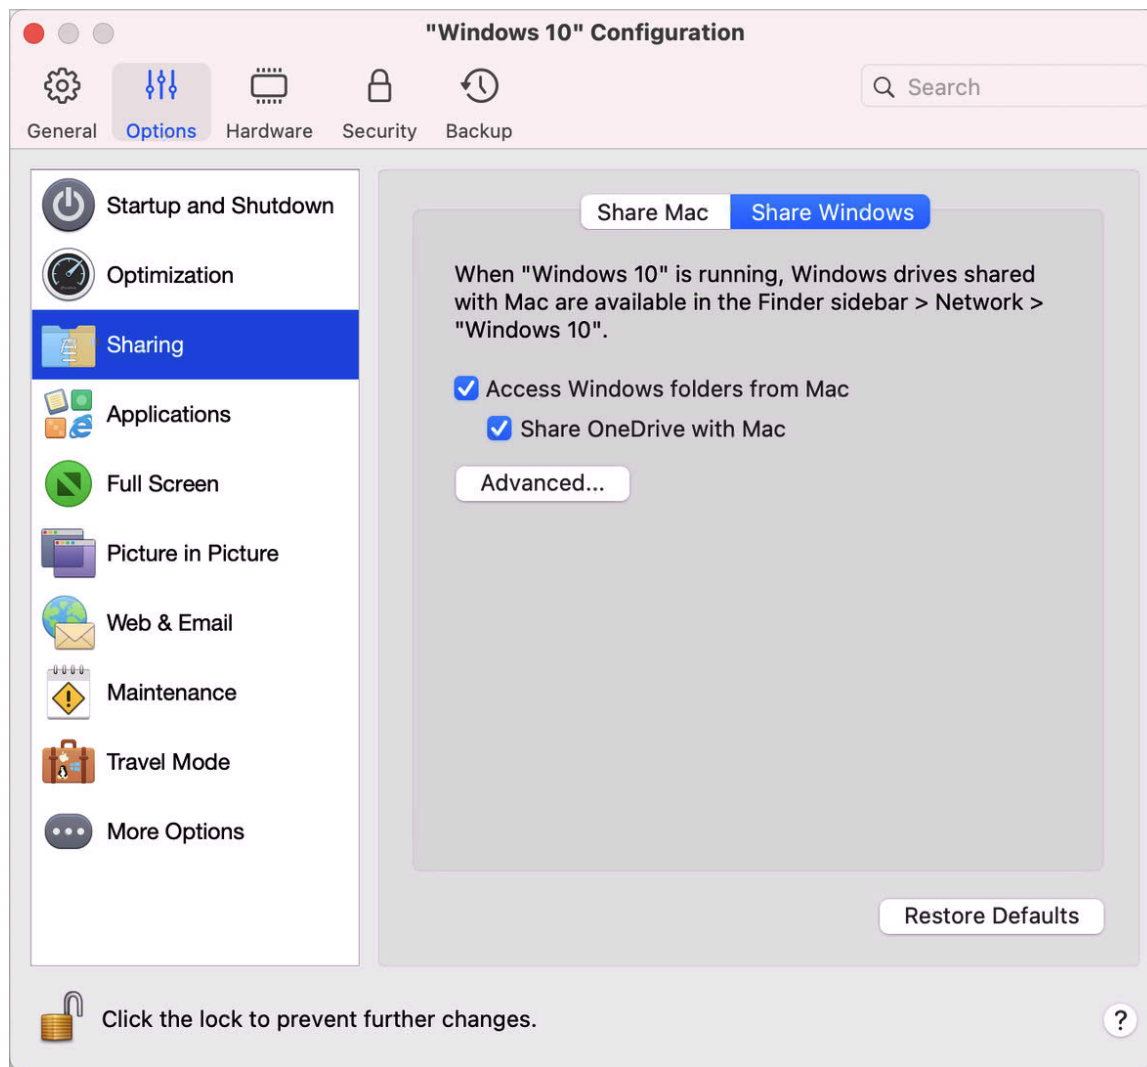 "Windows 10" Configuration
General
Options
Hardware
Security
Backup
Search
Startup and Shutdown
Optimization
Sharing
Applications
Full Screen
Picture in Picture
Web & Email
Maintenance
Travel Mode
More Options
Share Mac
Share Windows
When "Windows 10" is running, Windows drives shared
with Mac are available in the Finder sidebar > Network >
"Windows 10".
Access Windows folders from Mac
Share OneDrive with Mac
Advanced...
Restore Defaults
Click the lock to prevent further changes.
?